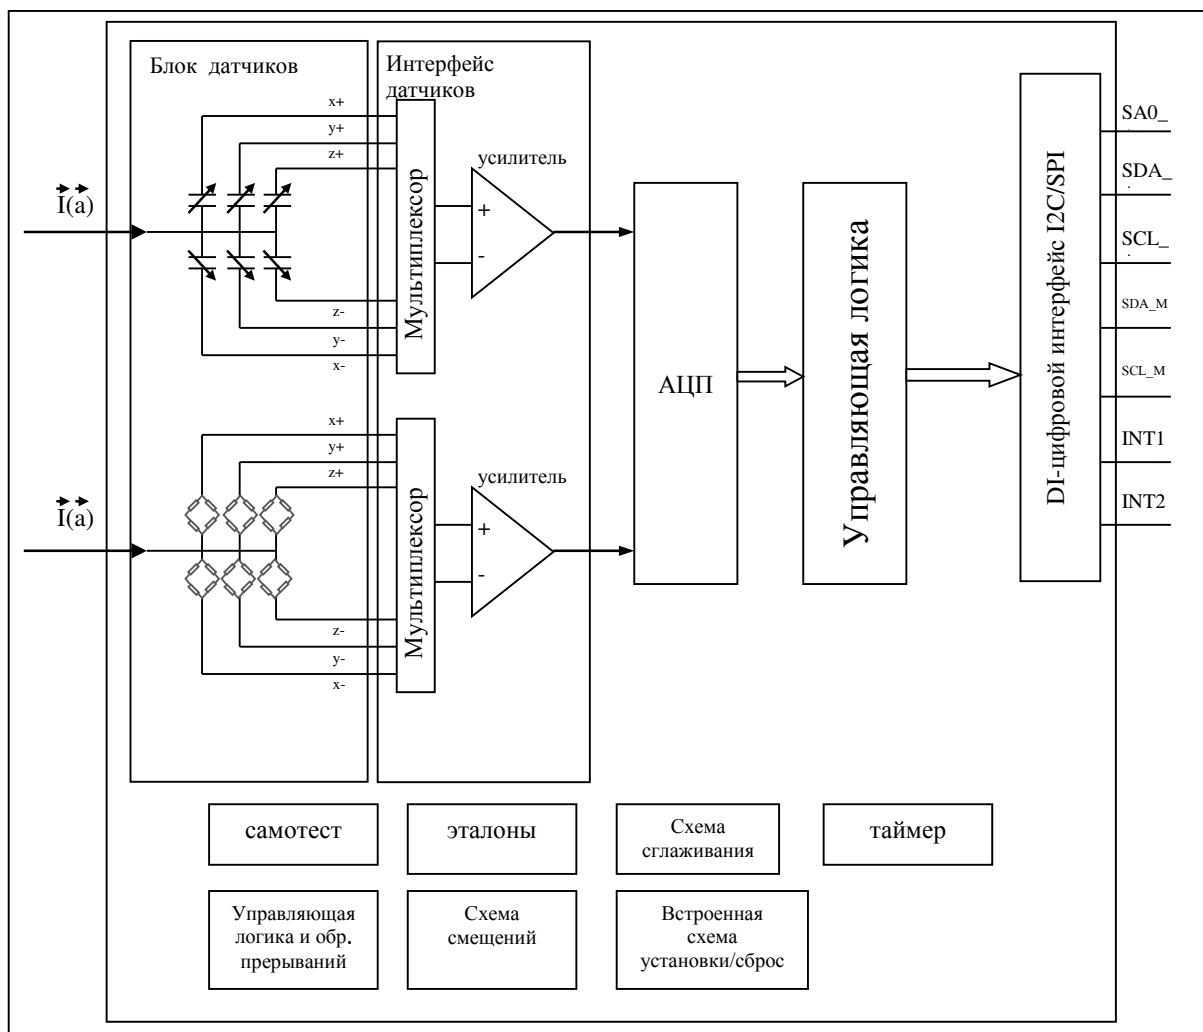 Блок датчиков
Интерфейс
датчиков
x+
y+
z+
I(a)
z-
y-
x-
Мультиплексор
усилитель
+
-
x+
y+
z+
I(a)
z-
y-
x-
Мультиплексор
усилитель
+
-
АЦП
Управляющая логика
DI-цифровой интерфейс I2C/SPI
SA0_
SDA_
SCL_
SDA_M
SCL_M
INT1
INT2
самотест
эталоны
Схема
сглаживания
таймер
Управляющая
логика и обр.
прерываний
Схема
смещений
Встроенная
схема
установки/сброс